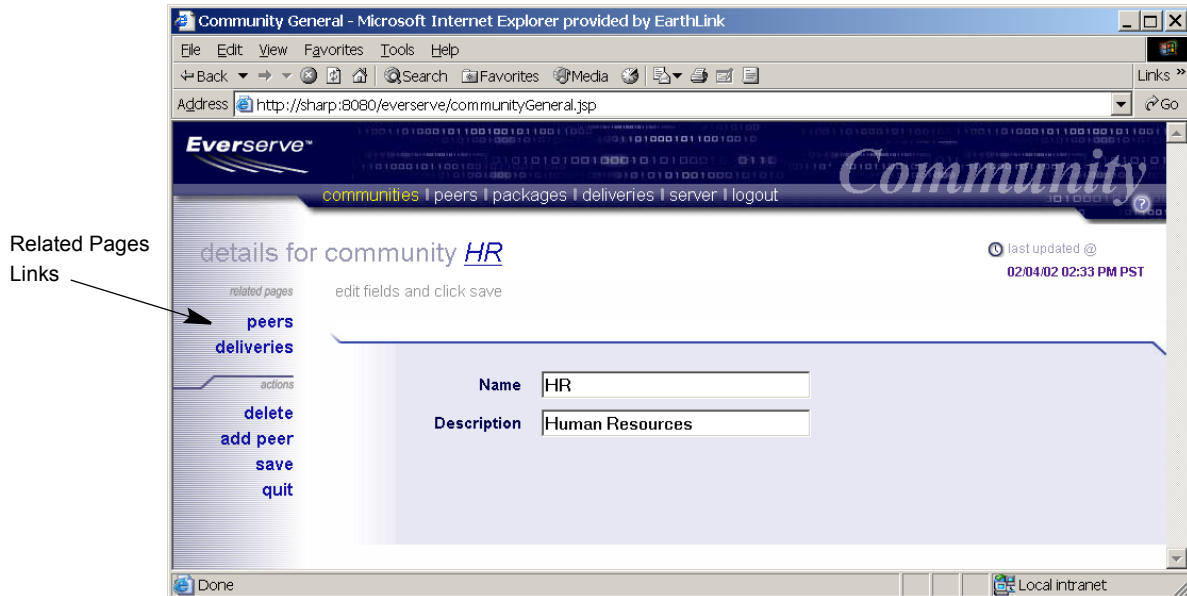 Community General - Microsoft Internet Explorer provided by EarthLink
File Edit View Favorites Tools Help
Back Search Favorites Media Links »
Address http://sharp:8080/everserve/communityGeneral.jsp Go
Everserve™
Community
communities | peers | packages | deliveries | server | logout
?
details for community HR
last updated @
02/04/02 02:33 PM PST
Related Pages
Links
related pages
edit fields and click save
peers
deliveries
actions
delete
add peer
save
quit
Name HR
Description Human Resources
Done Local intranet